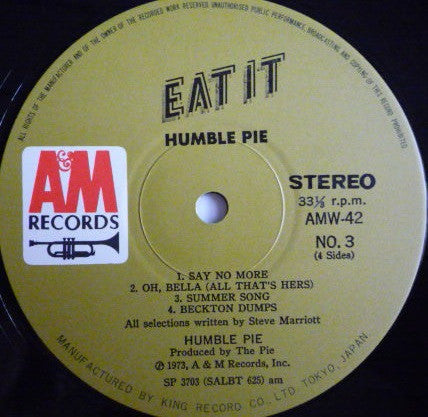 ALL RIGHTS OF THE MANUFACTURER AND OF THE OWNER OF THE RECORDED WORKS RESERVED UNAUTHORISED PUBLIC PERFORMANCE, BROADCASTING AND COPYING OF THIS RECORD PROHIBITED
EAT IT
HUMBLE PIE
A&M
RECORDS
STEREO
33⅓ r.p.m.
AMW-42
NO. 3
(4 Sides)
1. SAY NO MORE
2. OH, BELLA (ALL THAT'S HERS)
3. SUMMER SONG
4. BECKTON DUMPS
All selections written by Steve Marriott
HUMBLE PIE
Produced by The Pie
℗ 1973, A & M Records, Inc.
SP 3703 (SALBT 625) am
MANUFACTURED BY KING RECORD CO. LTD TOKYO, JAPAN.